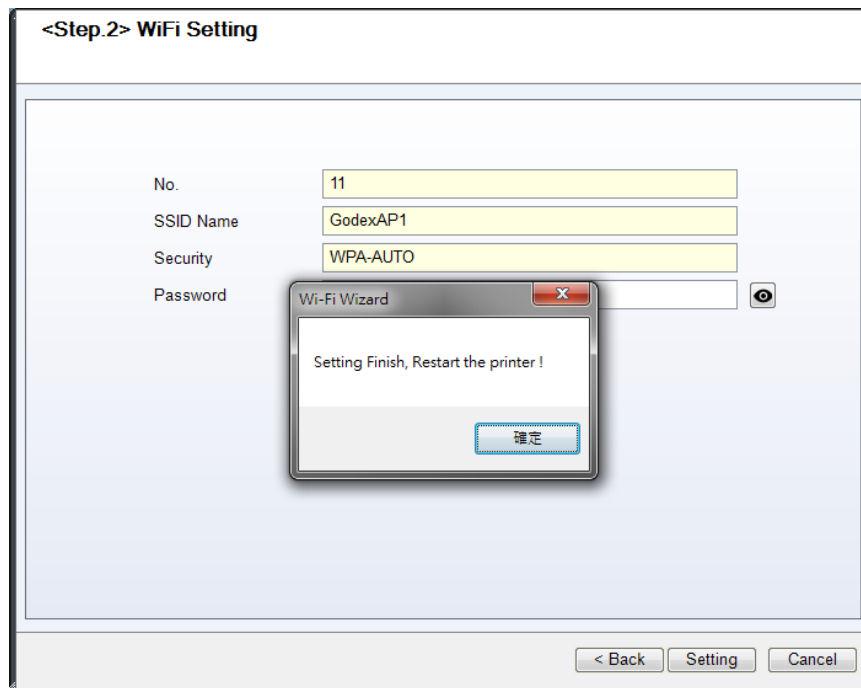 <Step.2> WiFi Setting
No. 11
SSID Name GodexAP1
Security WPA-AUTO
Password
Wi-Fi Wizard
Setting Finish, Restart the printer !
確定
< Back Setting Cancel